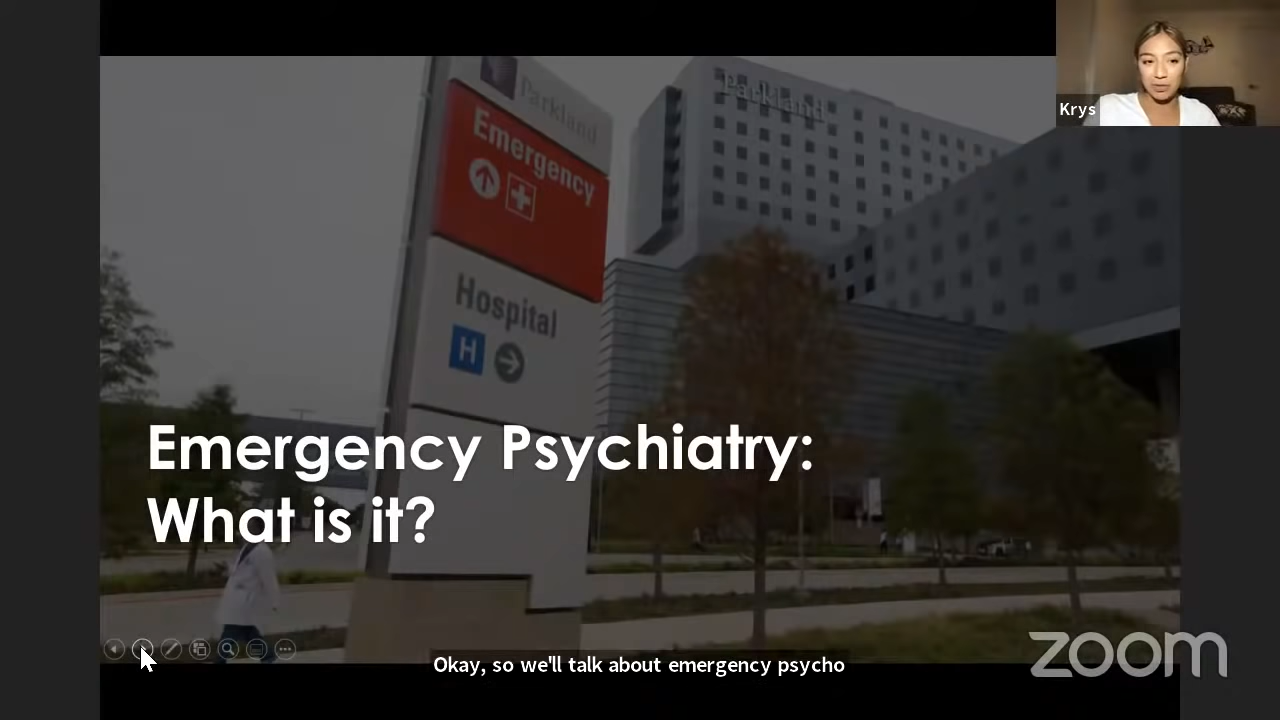 Parkland
Emergency
Hospital
H
Parkland
Krys
Emergency Psychiatry:
What is it?
Okay, so we'll talk about emergency psycho
zoom